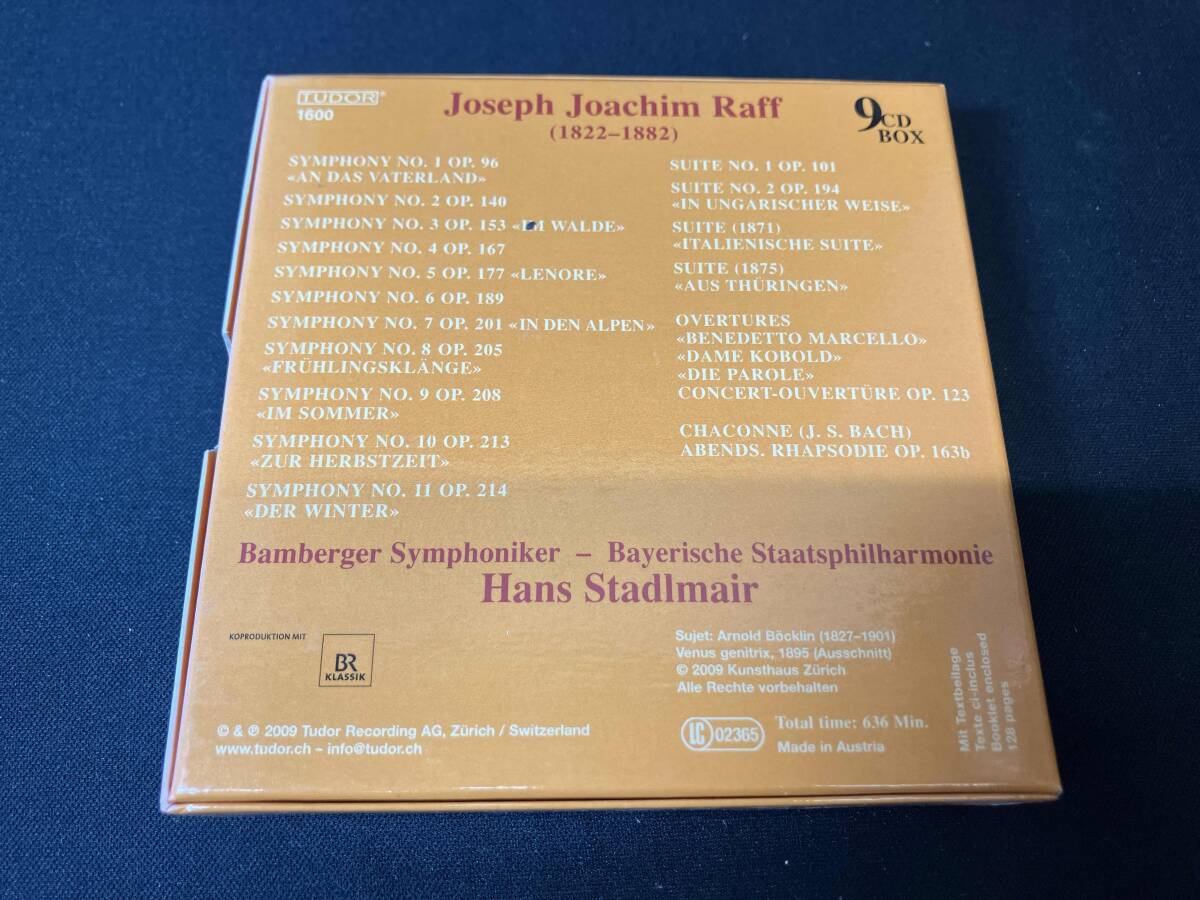 TUDOR®
1600
Joseph Joachim Raff
(1822–1882)
9CD
BOX
SYMPHONY NO. 1 OP. 96
«AN DAS VATERLAND»
SYMPHONY NO. 2 OP. 140
SYMPHONY NO. 3 OP. 153 «IM WALDE»
SYMPHONY NO. 4 OP. 167
SYMPHONY NO. 5 OP. 177 «LENORE»
SYMPHONY NO. 6 OP. 189
SYMPHONY NO. 7 OP. 201 «IN DEN ALPEN»
SYMPHONY NO. 8 OP. 205
«FRÜHLINGSKLÄNGE»
SYMPHONY NO. 9 OP. 208
«IM SOMMER»
SYMPHONY NO. 10 OP. 213
«ZUR HERBSTZEIT»
SYMPHONY NO. 11 OP. 214
«DER WINTER»
SUITE NO. 1 OP. 101
SUITE NO. 2 OP. 194
«IN UNGARISCHER WEISE»
SUITE (1871)
«ITALIENISCHE SUITE»
SUITE (1875)
«AUS THÜRINGEN»
OVERTURES
«BENEDETTO MARCELLO»
«DAME KOBOLD»
«DIE PAROLE»
CONCERT-OUVERTÜRE OP. 123
CHACONNE (J. S. BACH)
ABENDS. RHAPSODIE OP. 163b
Bamberger Symphoniker – Bayerische Staatsphilharmonie
Hans Stadlmair
KOPRODUKTION MIT
BR
KLASSIK
Sujet: Arnold Böcklin (1827–1901)
Venus genitrix, 1895 (Ausschnitt)
© 2009 Kunsthaus Zürich
Alle Rechte vorbehalten
© & ℗ 2009 Tudor Recording AG, Zürich / Switzerland
www.tudor.ch – info@tudor.ch
LC 02365
Total time: 636 Min.
Made in Austria
Mit Textbeilage
Texte ci-inclus
Booklet enclosed
128 pages